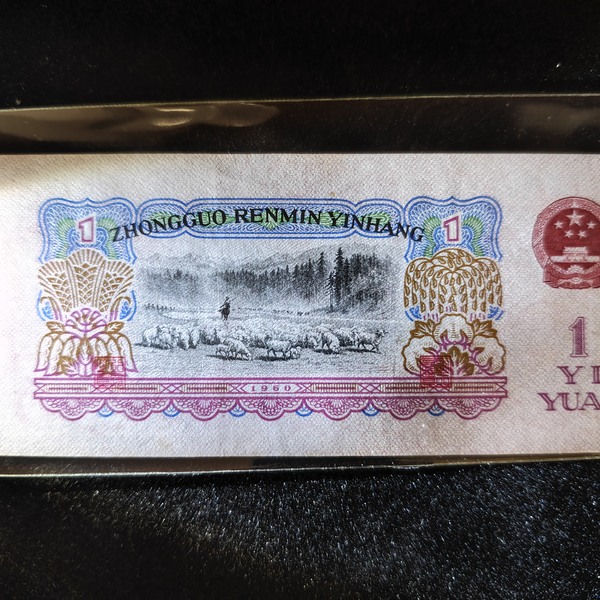 ZHONGGUO RENMIN YINHANG
1 1
1960
1
YI
YUA